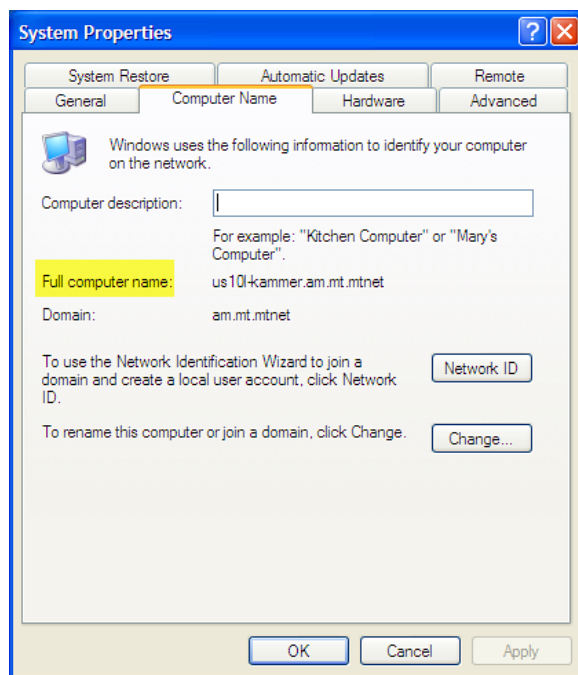 System Properties
System Restore Automatic Updates Remote
General Computer Name Hardware Advanced
Windows uses the following information to identify your computer
on the network.
Computer description:
For example: "Kitchen Computer" or "Mary's
Computer".
Full computer name: us10l-kammer.am.mt.mtnet
Domain: am.mt.mtnet
To use the Network Identification Wizard to join a
domain and create a local user account, click Network
ID.
Network ID
To rename this computer or join a domain, click Change.
Change...
OK Cancel Apply